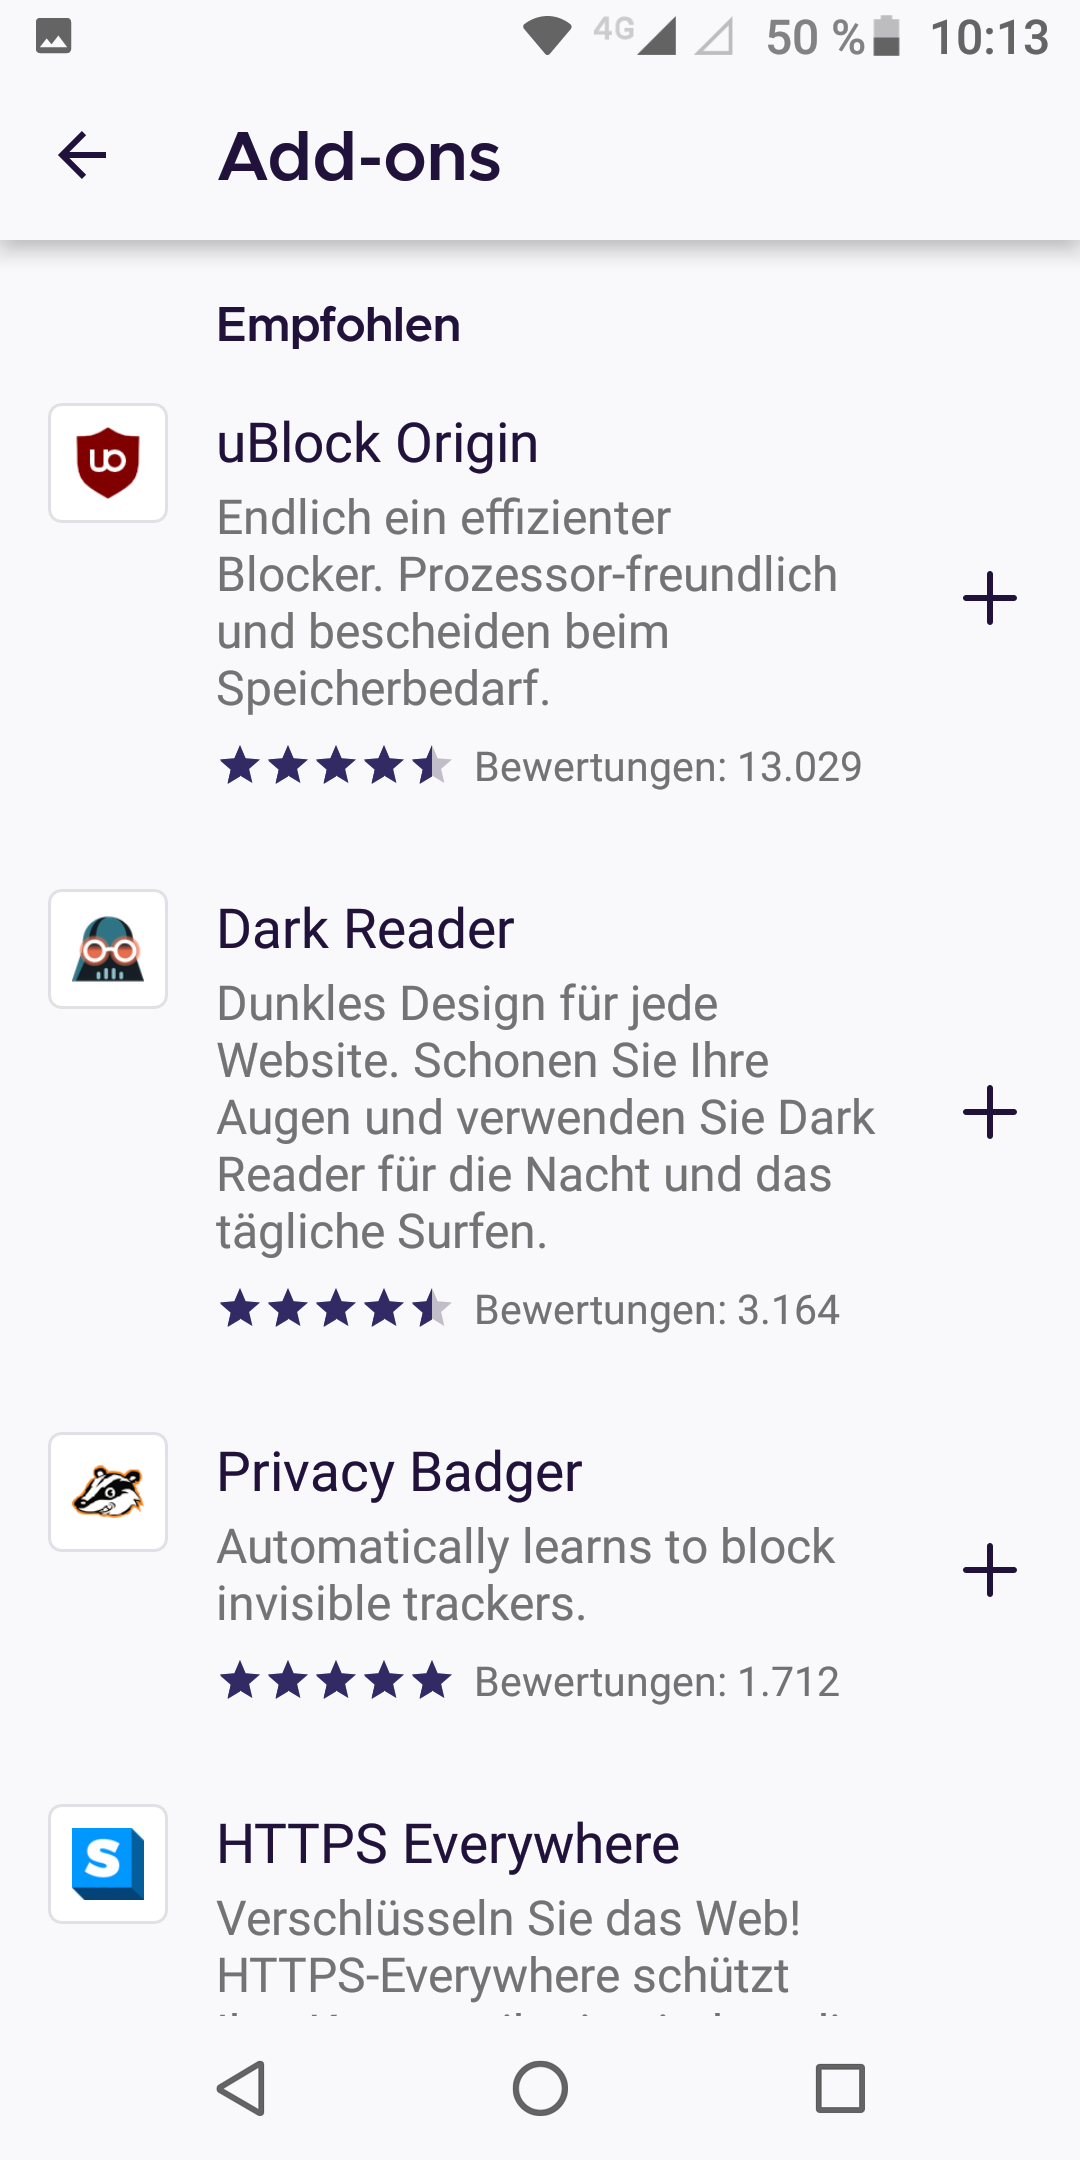 4G 50 % 10:13
Add-ons
Empfohlen
uBlock Origin
Endlich ein effizienter
Blocker. Prozessor-freundlich
und bescheiden beim
Speicherbedarf.
Bewertungen: 13.029
Dark Reader
Dunkles Design für jede
Website. Schonen Sie Ihre
Augen und verwenden Sie Dark
Reader für die Nacht und das
tägliche Surfen.
Bewertungen: 3.164
Privacy Badger
Automatically learns to block
invisible trackers.
Bewertungen: 1.712
HTTPS Everywhere
Verschlüsseln Sie das Web!
HTTPS-Everywhere schützt